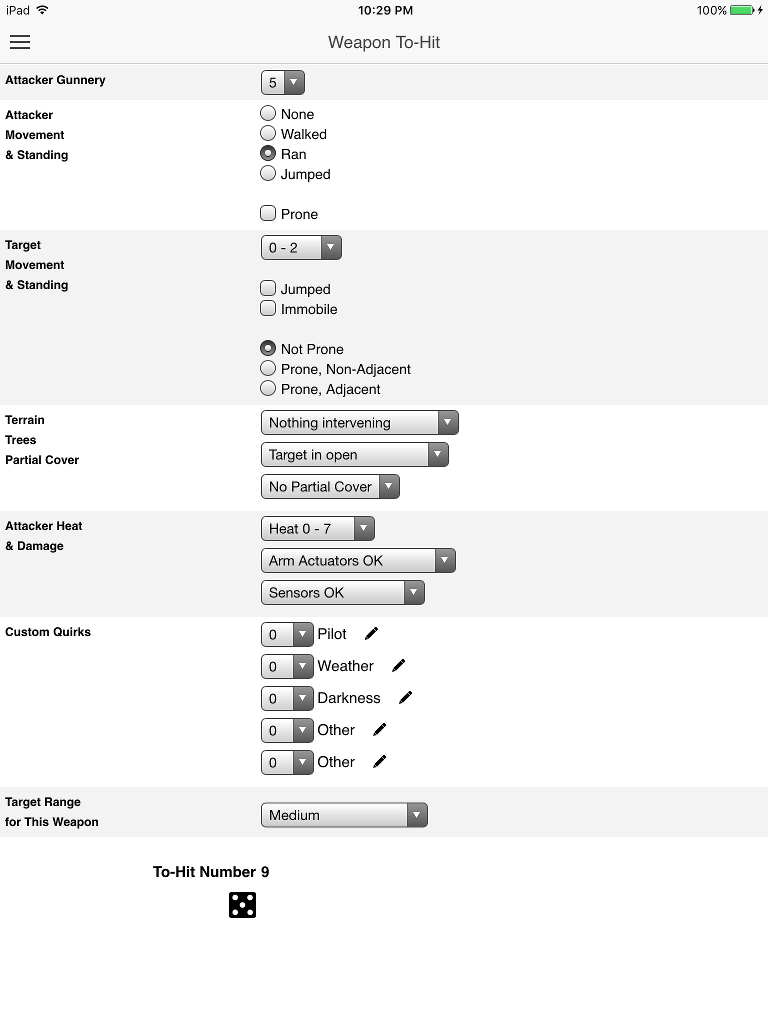 iPad 10:29 PM 100%
Weapon To-Hit
Attacker Gunnery 5
Attacker None
Movement Walked
& Standing Ran
Jumped
Prone
Target 0 - 2
Movement
& Standing Jumped
Immobile
Not Prone
Prone, Non-Adjacent
Prone, Adjacent
Terrain Nothing intervening
Trees
Partial Cover Target in open
No Partial Cover
Attacker Heat Heat 0 - 7
& Damage
Arm Actuators OK
Sensors OK
Custom Quirks 0 Pilot
0 Weather
0 Darkness
0 Other
0 Other
Target Range
for This Weapon Medium
To-Hit Number 9